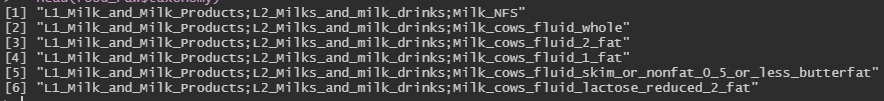 [1] "L1_Milk_and_Milk_Products;L2_Milks_and_milk_drinks;Milk_NFS"
[2] "L1_Milk_and_Milk_Products;L2_Milks_and_milk_drinks;Milk_cows_fluid_whole"
[3] "L1_Milk_and_Milk_Products;L2_Milks_and_milk_drinks;Milk_cows_fluid_2_fat"
[4] "L1_Milk_and_Milk_Products;L2_Milks_and_milk_drinks;Milk_cows_fluid_1_fat"
[5] "L1_Milk_and_Milk_Products;L2_Milks_and_milk_drinks;Milk_cows_fluid_skim_or_nonfat_0_5_or_less_butterfat"
[6] "L1_Milk_and_Milk_Products;L2_Milks_and_milk_drinks;Milk_cows_fluid_lactose_reduced_2_fat"